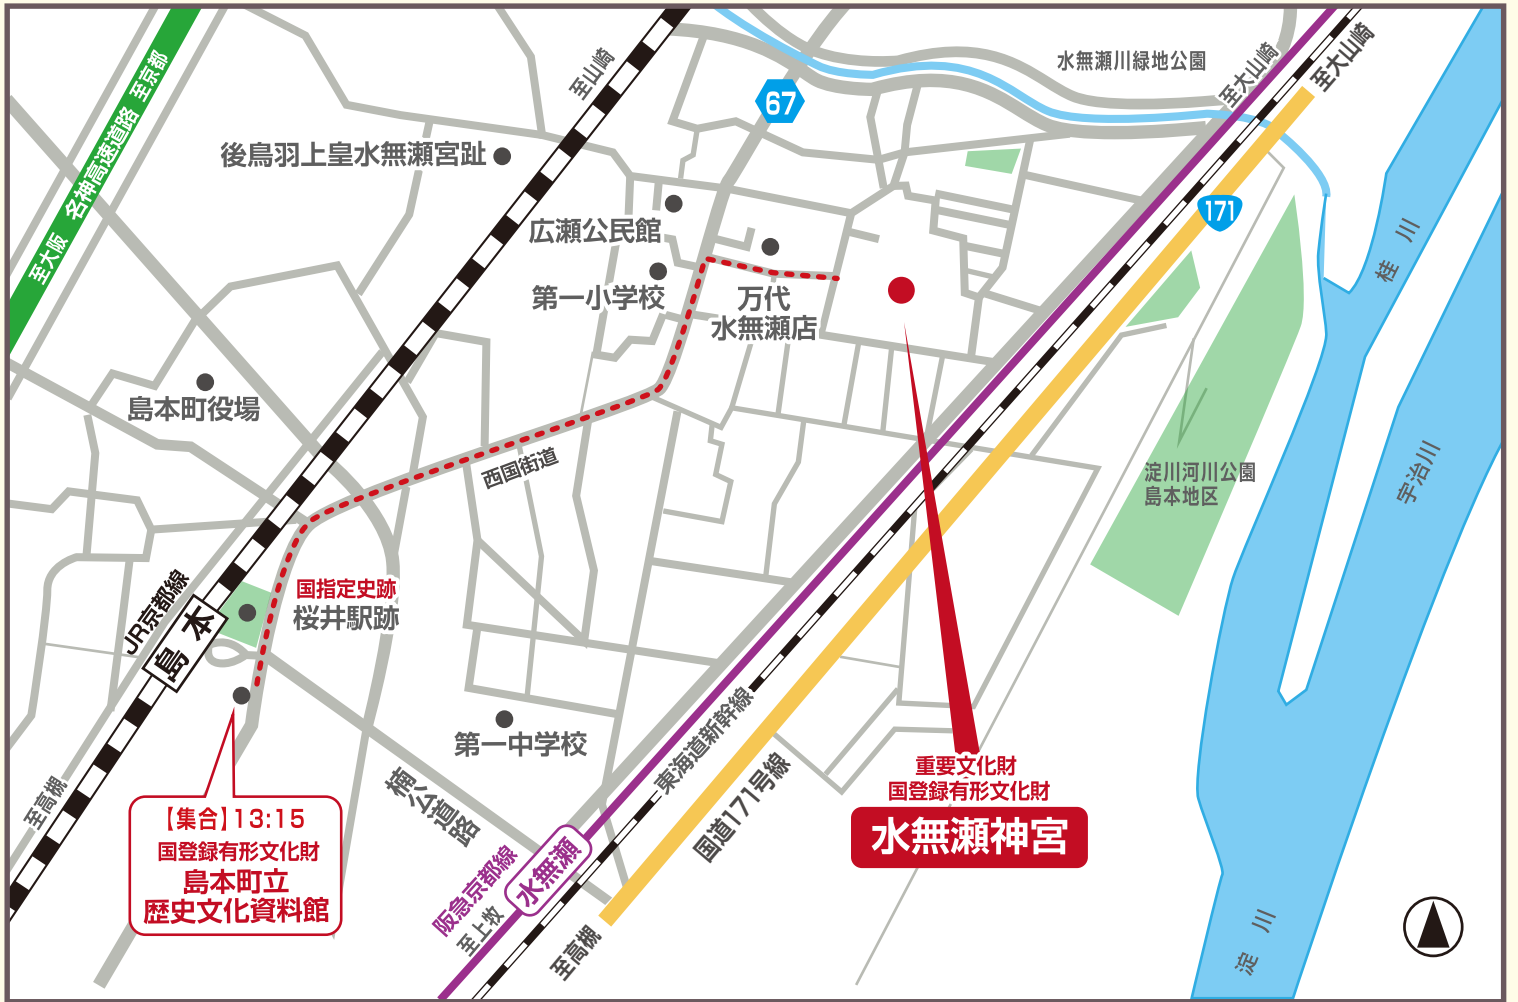 至京都
名神高速道路
至大阪
至山崎
67
水無瀬川緑地公園
至大山崎
至大山崎
後鳥羽上皇水無瀬宮趾
171
広瀬公民館
第一小学校
万代
水無瀬店
桂川
島本町役場
西国街道
淀川河川公園
島本地区
宇治川
国指定史跡
桜井駅跡
JR京都線
島本
第一中学校
楠公道路
東海道新幹線
国道171号線
重要文化財
国登録有形文化財
水無瀬神宮
至高槻
【集合】13:15
国登録有形文化財
島本町立
歴史文化資料館
阪急京都線
水無瀬
至上牧
至高槻
淀川